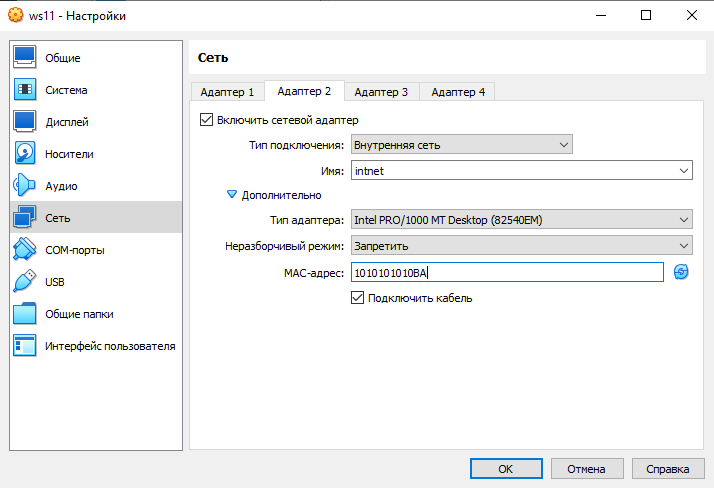 ws11 - Настройки
Общие
Система
Дисплей
Носители
Аудио
Сеть
COM-порты
USB
Общие папки
Интерфейс пользователя
Сеть
Адаптер 1 Адаптер 2 Адаптер 3 Адаптер 4
Включить сетевой адаптер
Тип подключения: Внутренняя сеть
Имя: intnet
Дополнительно
Тип адаптера: Intel PRO/1000 MT Desktop (82540EM)
Неразборчивый режим: Запретить
MAC-адрес: 1010101010BA
Подключить кабель
OK Отмена Справка